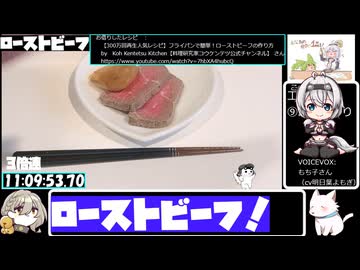 ローストビーフ
お借りしたレシピ :
【300万回再生人気レシピ】フライパンで簡単！ローストビーフの作り方
by Koh Kentetsu Kitchen【料理研究家コウケンテツ公式チャンネル】 さん
https://www.youtube.com/watch?v=7hbXA4hubcQ
3倍速
11:09:53.70
VOICEVOX:
もち子さん
(cv明日葉よもぎ)
ローストビーフ！